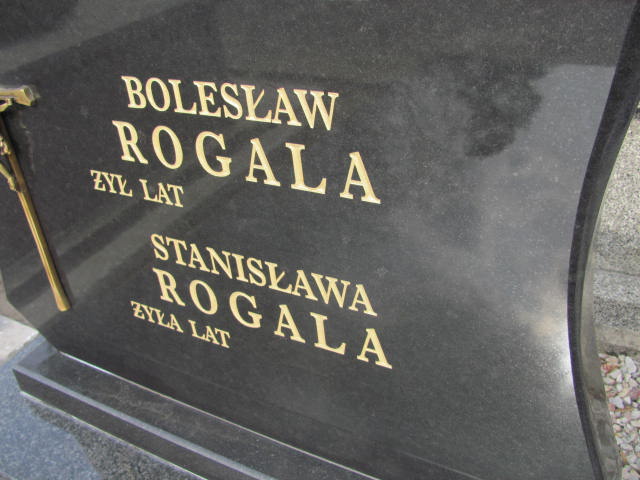 BOLESŁAW
ROGALA
ŻYŁ LAT
STANISŁAWA
ROGALA
ŻYŁA LAT